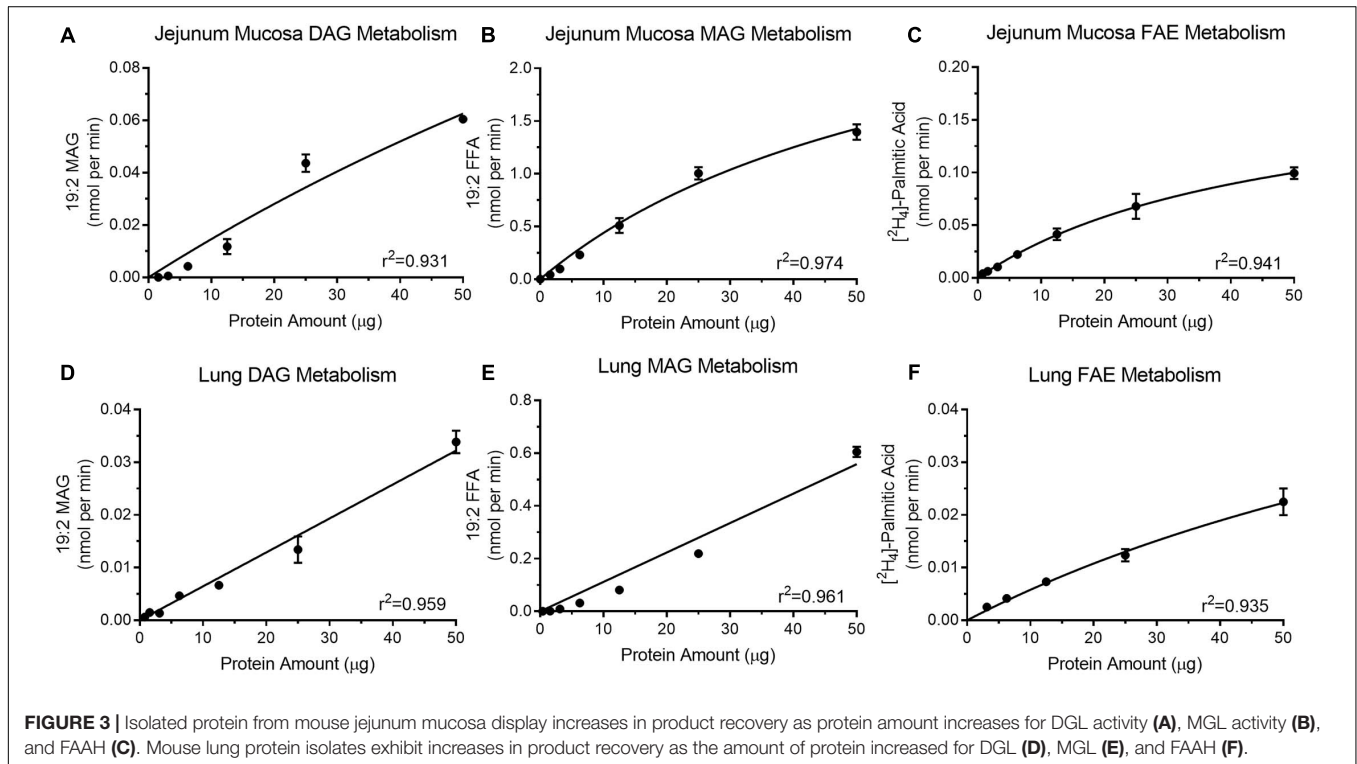 A
Jejunum Mucosa DAG Metabolism
0.08
0.06
0.04
0.02
0.00
19:2 MAG
(nmol per min)
r²=0.931
0 10 20 30 40 50
Protein Amount (µg)
B
Jejunum Mucosa MAG Metabolism
2.0
1.5
1.0
0.5
0.0
19:2 FFA
(nmol per min)
r²=0.974
0 10 20 30 40 50
Protein Amount (µg)
C
Jejunum Mucosa FAE Metabolism
0.20
0.15
0.10
0.05
0.00
[²H₄]-Palmitic Acid
(nmol per min)
r²=0.941
0 10 20 30 40 50
Protein Amount (µg)
D
Lung DAG Metabolism
0.04
0.03
0.02
0.01
0.00
19:2 MAG
(nmol per min)
r²=0.959
0 10 20 30 40 50
Protein Amount (µg)
E
Lung MAG Metabolism
0.8
0.6
0.4
0.2
0.0
19:2 FFA
(nmol per min)
r²=0.961
0 10 20 30 40 50
Protein Amount (µg)
F
Lung FAE Metabolism
0.04
0.03
0.02
0.01
0.00
[²H₄]-Palmitic Acid
(nmol per min)
r²=0.935
0 10 20 30 40 50
Protein Amount (µg)
FIGURE 3 | Isolated protein from mouse jejunum mucosa display increases in product recovery as protein amount increases for DGL activity (A), MGL activity (B),
and FAAH (C). Mouse lung protein isolates exhibit increases in product recovery as the amount of protein increased for DGL (D), MGL (E), and FAAH (F).